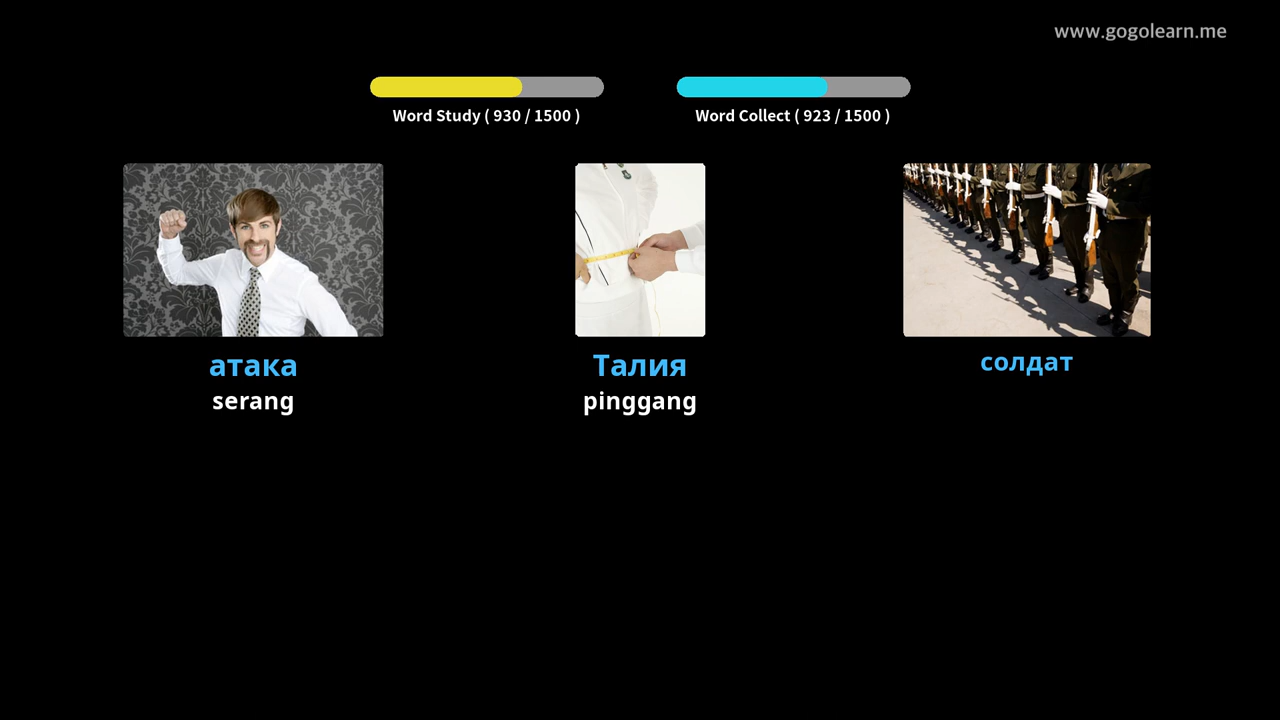 www.gogolearn.me
Word Study ( 930 / 1500 )
Word Collect ( 923 / 1500 )
атака
serang
Талия
pinggang
солдат